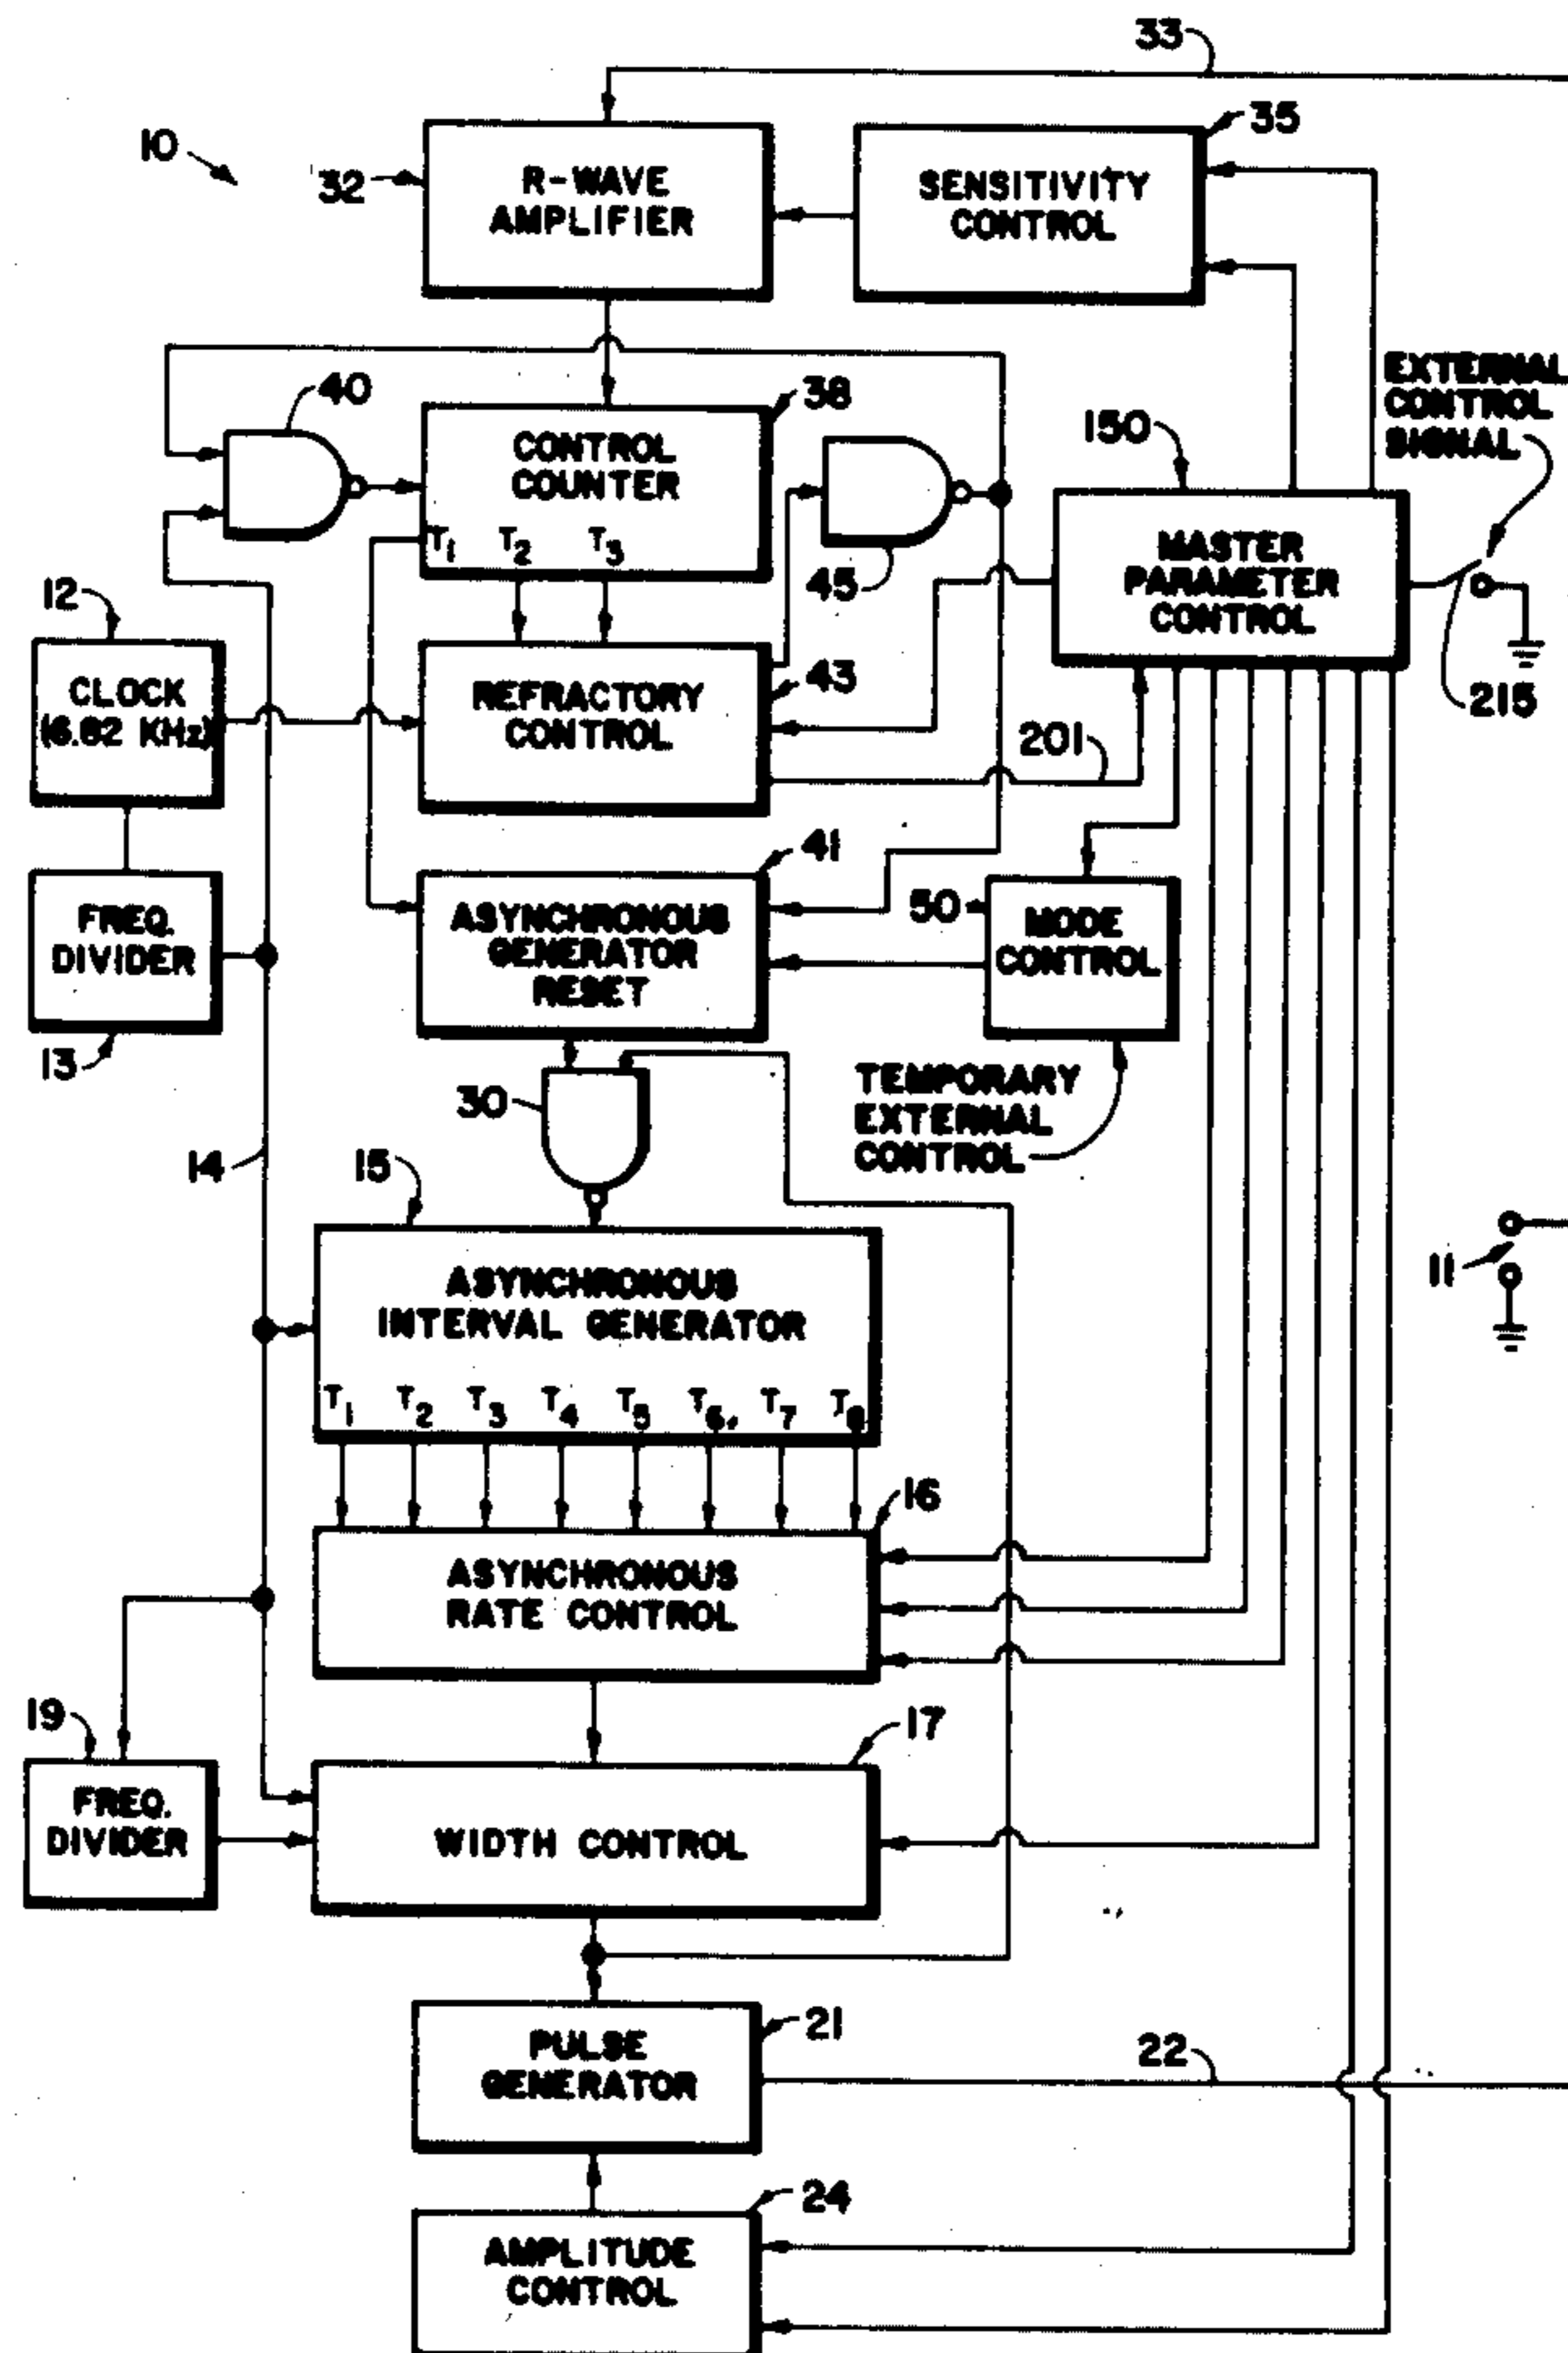 33
10
35
32
R-WAVE
AMPLIFIER
SENSITIVITY
CONTROL
40
38
EXTERNAL
CONTROL
SIGNAL
150
CONTROL
COUNTER
T1 T2 T3
45
MASTER
PARAMETER
CONTROL
215
12
CLOCK
(6.82 KHz)
REFRACTORY
CONTROL
43
201
41
FREQ.
DIVIDER
13
ASYNCHRONOUS
GENERATOR
RESET
50
MODE
CONTROL
TEMPORARY
EXTERNAL
CONTROL
30
14
15
11
ASYNCHRONOUS
INTERVAL GENERATOR
T1 T2 T3 T4 T5 T6 T7 T8
16
ASYNCHRONOUS
RATE CONTROL
19
17
FREQ.
DIVIDER
WIDTH CONTROL
21
PULSE
GENERATOR
22
24
AMPLITUDE
CONTROL